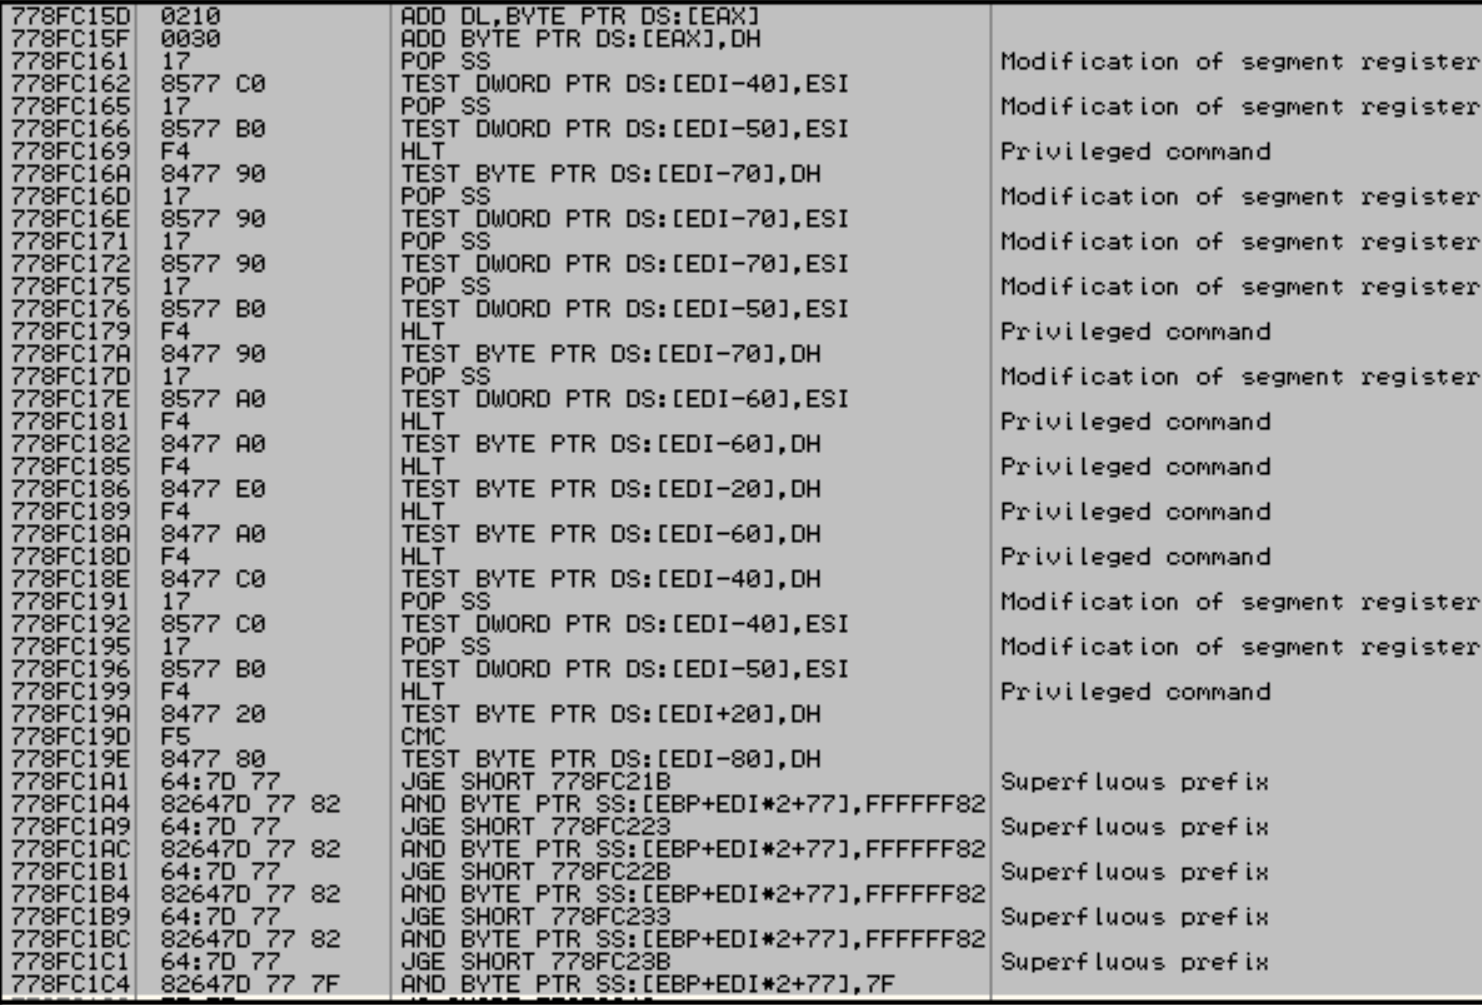 778FC15D 0210 ADD DL,BYTE PTR DS:[EAX]
778FC15F 0030 ADD BYTE PTR DS:[EAX],DH
778FC161 17 POP SS Modification of segment register
778FC162 8577 C0 TEST DWORD PTR DS:[EDI-40],ESI
778FC165 17 POP SS Modification of segment register
778FC166 8577 B0 TEST DWORD PTR DS:[EDI-50],ESI
778FC169 F4 HLT Privileged command
778FC16A 8477 90 TEST BYTE PTR DS:[EDI-70],DH
778FC16D 17 POP SS Modification of segment register
778FC16E 8577 90 TEST DWORD PTR DS:[EDI-70],ESI
778FC171 17 POP SS Modification of segment register
778FC172 8577 90 TEST DWORD PTR DS:[EDI-70],ESI
778FC175 17 POP SS Modification of segment register
778FC176 8577 B0 TEST DWORD PTR DS:[EDI-50],ESI
778FC179 F4 HLT Privileged command
778FC17A 8477 90 TEST BYTE PTR DS:[EDI-70],DH
778FC17D 17 POP SS Modification of segment register
778FC17E 8577 A0 TEST DWORD PTR DS:[EDI-60],ESI
778FC181 F4 HLT Privileged command
778FC182 8477 A0 TEST BYTE PTR DS:[EDI-60],DH
778FC185 F4 HLT Privileged command
778FC186 8477 E0 TEST BYTE PTR DS:[EDI-20],DH
778FC189 F4 HLT Privileged command
778FC18A 8477 A0 TEST BYTE PTR DS:[EDI-60],DH
778FC18D F4 HLT Privileged command
778FC18E 8477 C0 TEST BYTE PTR DS:[EDI-40],DH
778FC191 17 POP SS Modification of segment register
778FC192 8577 C0 TEST DWORD PTR DS:[EDI-40],ESI
778FC195 17 POP SS Modification of segment register
778FC196 8577 B0 TEST DWORD PTR DS:[EDI-50],ESI
778FC199 F4 HLT Privileged command
778FC19A 8477 20 TEST BYTE PTR DS:[EDI+20],DH
778FC19D F5 CMC
778FC19E 8477 80 TEST BYTE PTR DS:[EDI-80],DH
778FC1A1 64:7D 77 JGE SHORT 778FC21B Superfluous prefix
778FC1A4 82647D 77 82 AND BYTE PTR SS:[EBP+EDI*2+77],FFFFFF82
778FC1A9 64:7D 77 JGE SHORT 778FC223 Superfluous prefix
778FC1AC 82647D 77 82 AND BYTE PTR SS:[EBP+EDI*2+77],FFFFFF82
778FC1B1 64:7D 77 JGE SHORT 778FC22B Superfluous prefix
778FC1B4 82647D 77 82 AND BYTE PTR SS:[EBP+EDI*2+77],FFFFFF82
778FC1B9 64:7D 77 JGE SHORT 778FC233 Superfluous prefix
778FC1BC 82647D 77 82 AND BYTE PTR SS:[EBP+EDI*2+77],FFFFFF82
778FC1C1 64:7D 77 JGE SHORT 778FC23B Superfluous prefix
778FC1C4 82647D 77 7F AND BYTE PTR SS:[EBP+EDI*2+77],7F